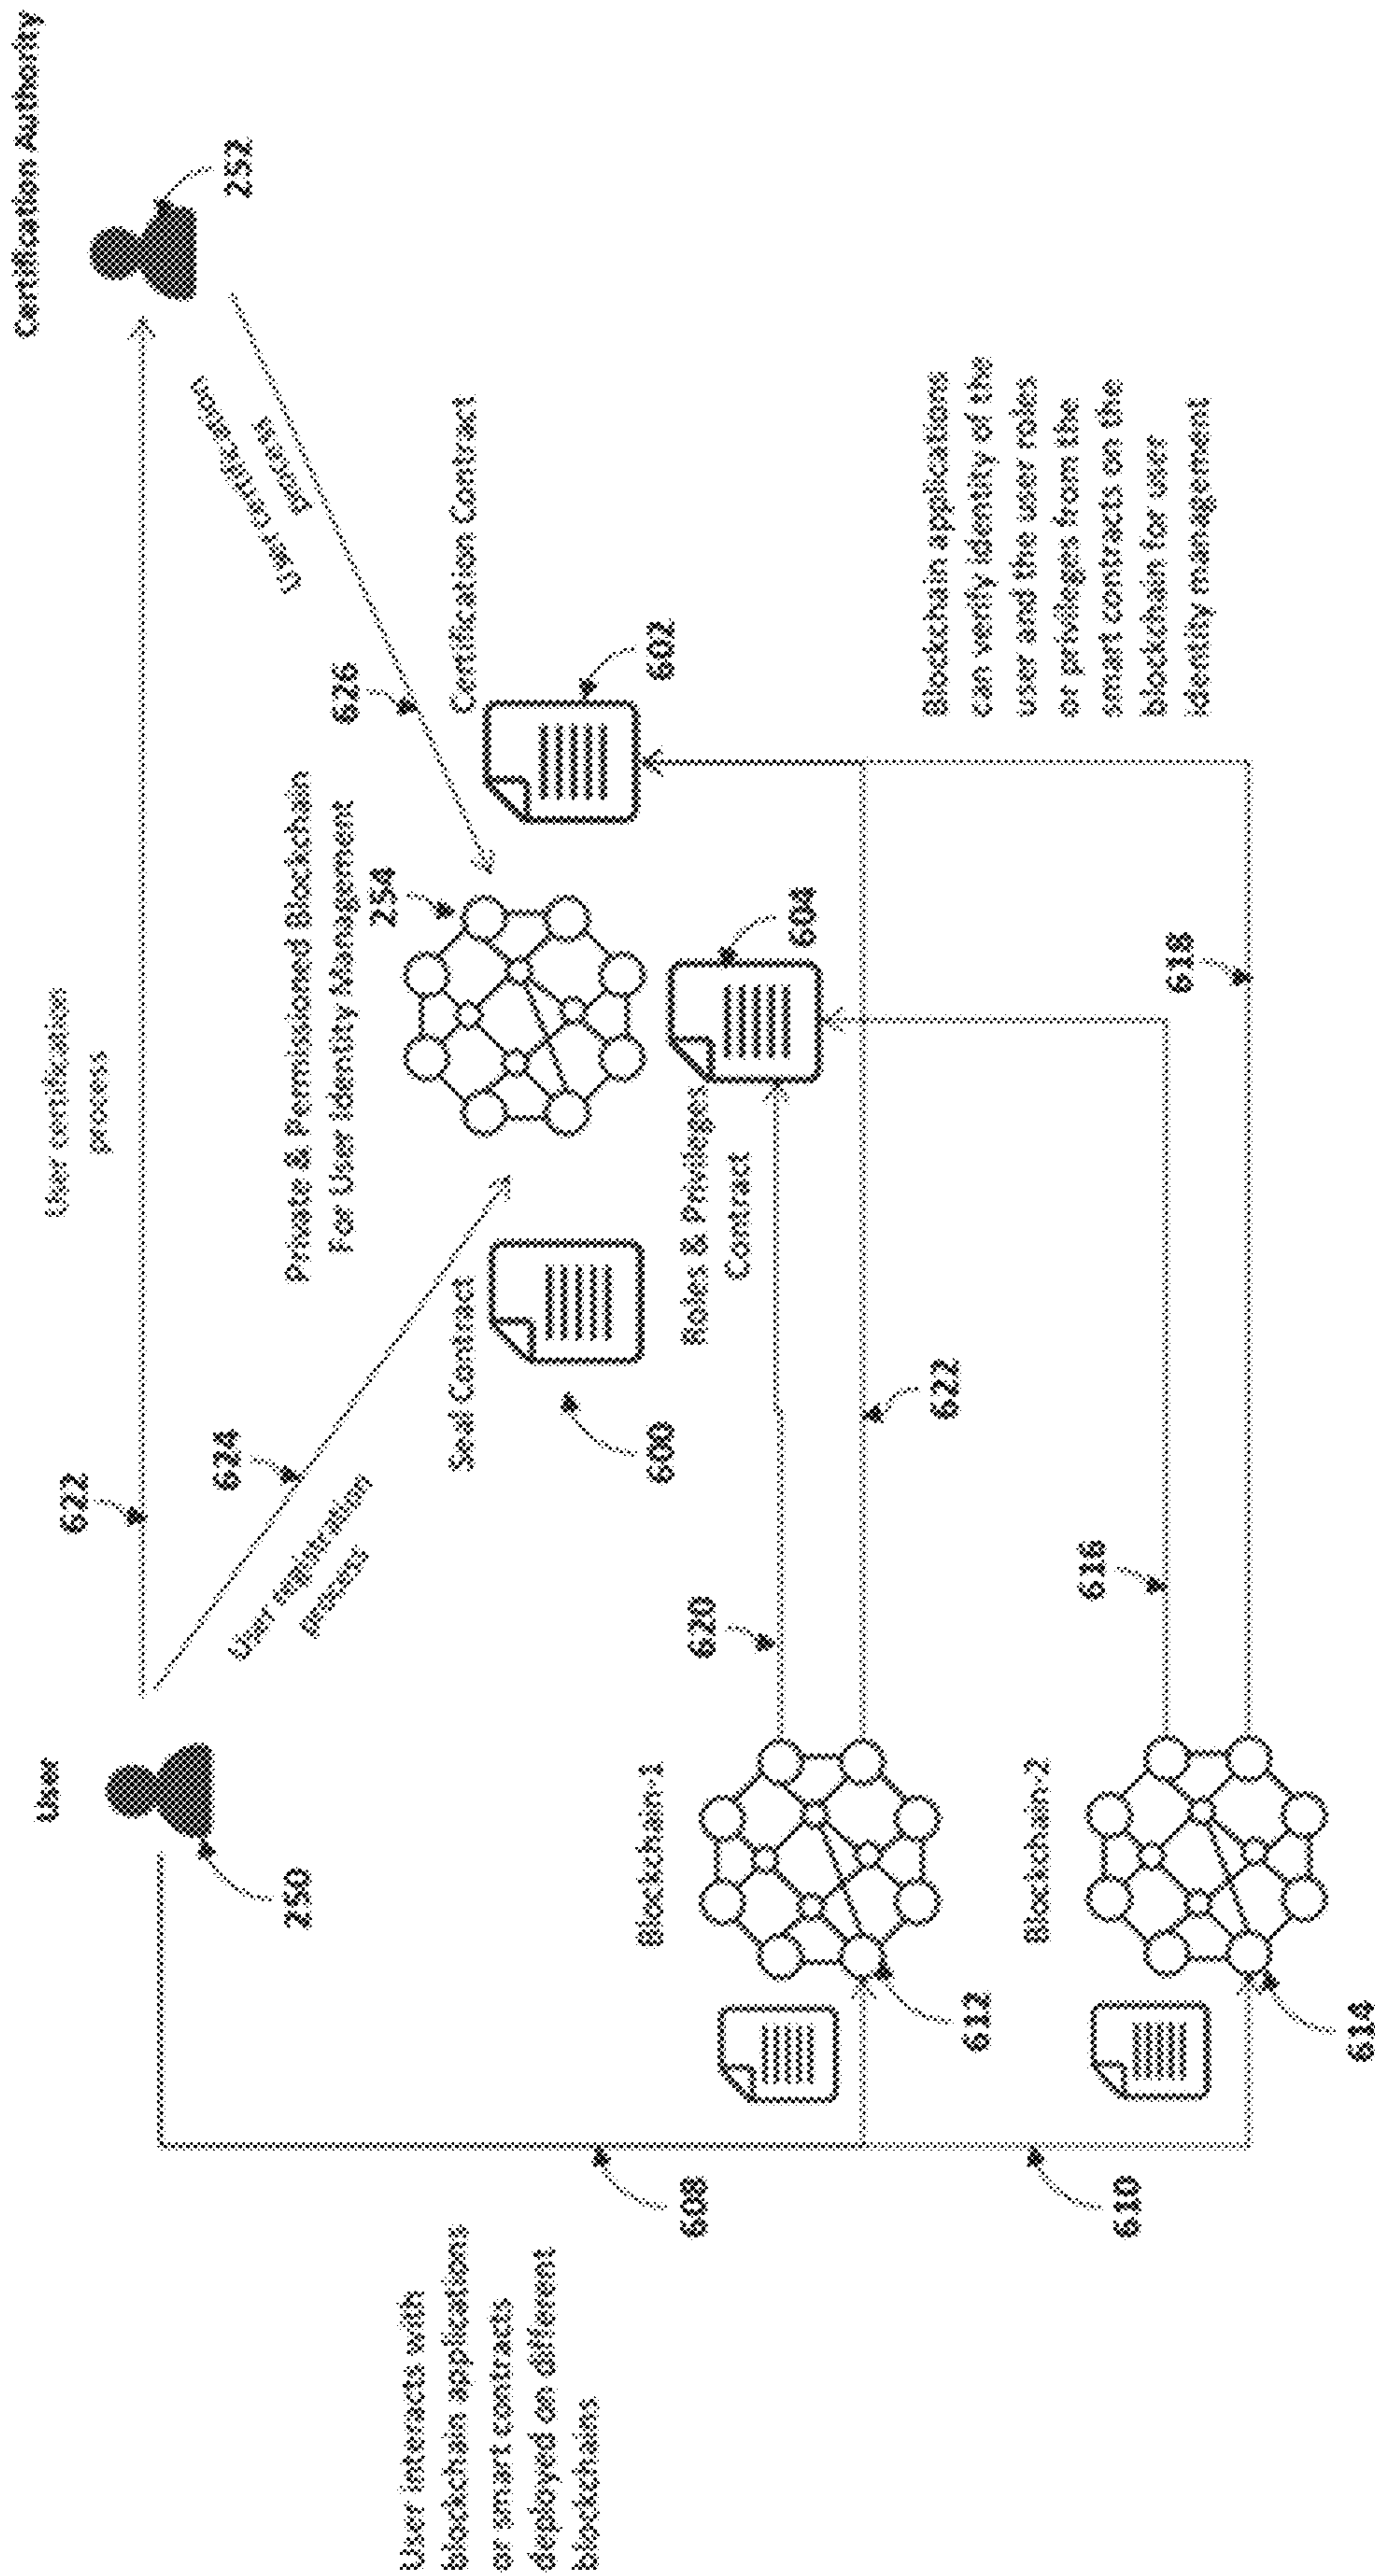 Certification Authority
252
User certification
process
622
User
250
624
User registration
process
626
User certification
Private & Permissioned Blockchain
For User Identity Management
254
Certification Contract
602
Seal Contract
600
Roles & Privileges
Contract
604
User interacts with
blockchain applications
or smart contracts
deployed on different
blockchains
608
610
Blockchain-1
612
620
622
Blockchain-2
614
616
618
Blockchain applications
can verify identity of the
user and the user roles
or privileges from the
smart contracts on the
blockchain for user
identity management